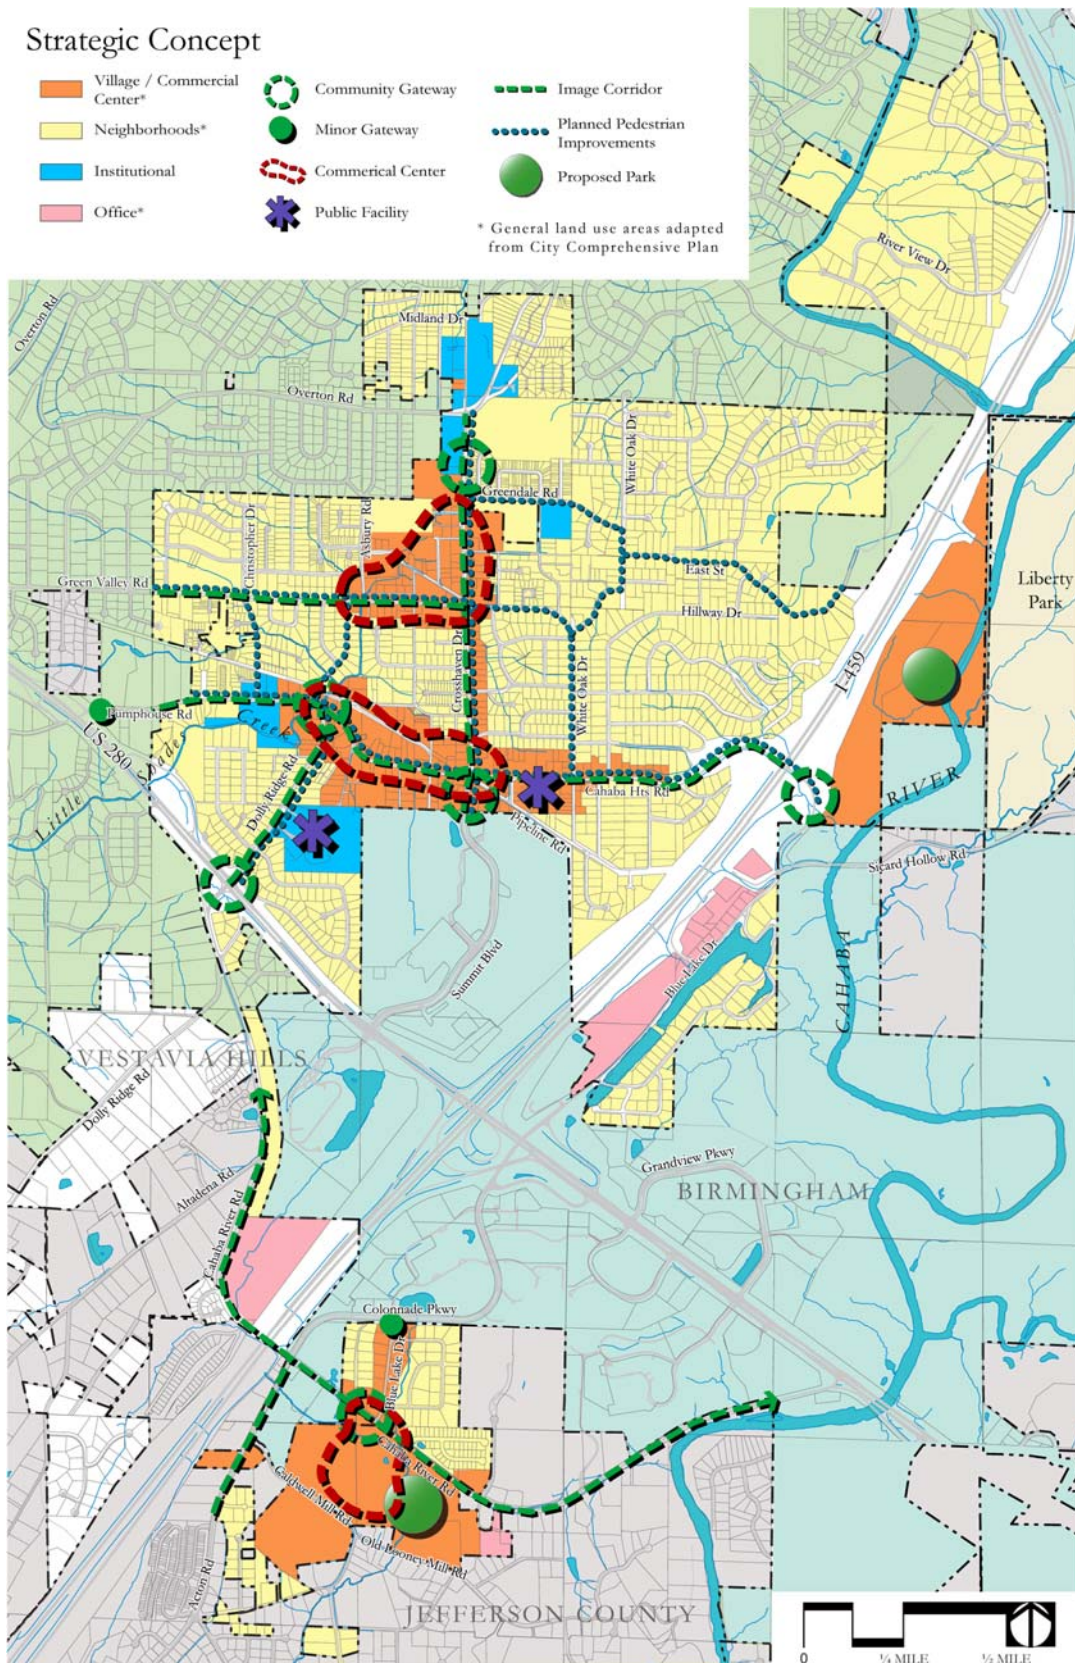 Strategic Concept
Village / Commercial
Center*
Neighborhoods*
Institutional
Office*
Community Gateway
Minor Gateway
Commerical Center
Public Facility
Image Corridor
Planned Pedestrian
Improvements
Proposed Park
* General land use areas adapted
from City Comprehensive Plan
River View Dr
Overton Rd
Midland Dr
Overton Rd
White Oak Dr
Greendale Rd
Asbury Rd
Christopher Dr
Green Valley Rd
East St
Hillway Dr
Liberty
Park
I-459
Crosshaven Dr
White Oak Dr
Pumphouse Rd
US 280
Little Shades Creek
Dolly Ridge Rd
Cahaba Hts Rd
Pipeline Rd
CAHABA RIVER
Sicard Hollow Rd
Blue Lake Dr
Summit Blvd
VESTAVIA HILLS
Dolly Ridge Rd
Altadena Rd
Cahaba River Rd
Grandview Pkwy
BIRMINGHAM
Colonnade Pkwy
Blue Lake Dr
Cahaba River Rd
Caldwell Mill Rd
Old Looney Mill Rd
Acton Rd
JEFFERSON COUNTY
0 ¼ MILE ½ MILE